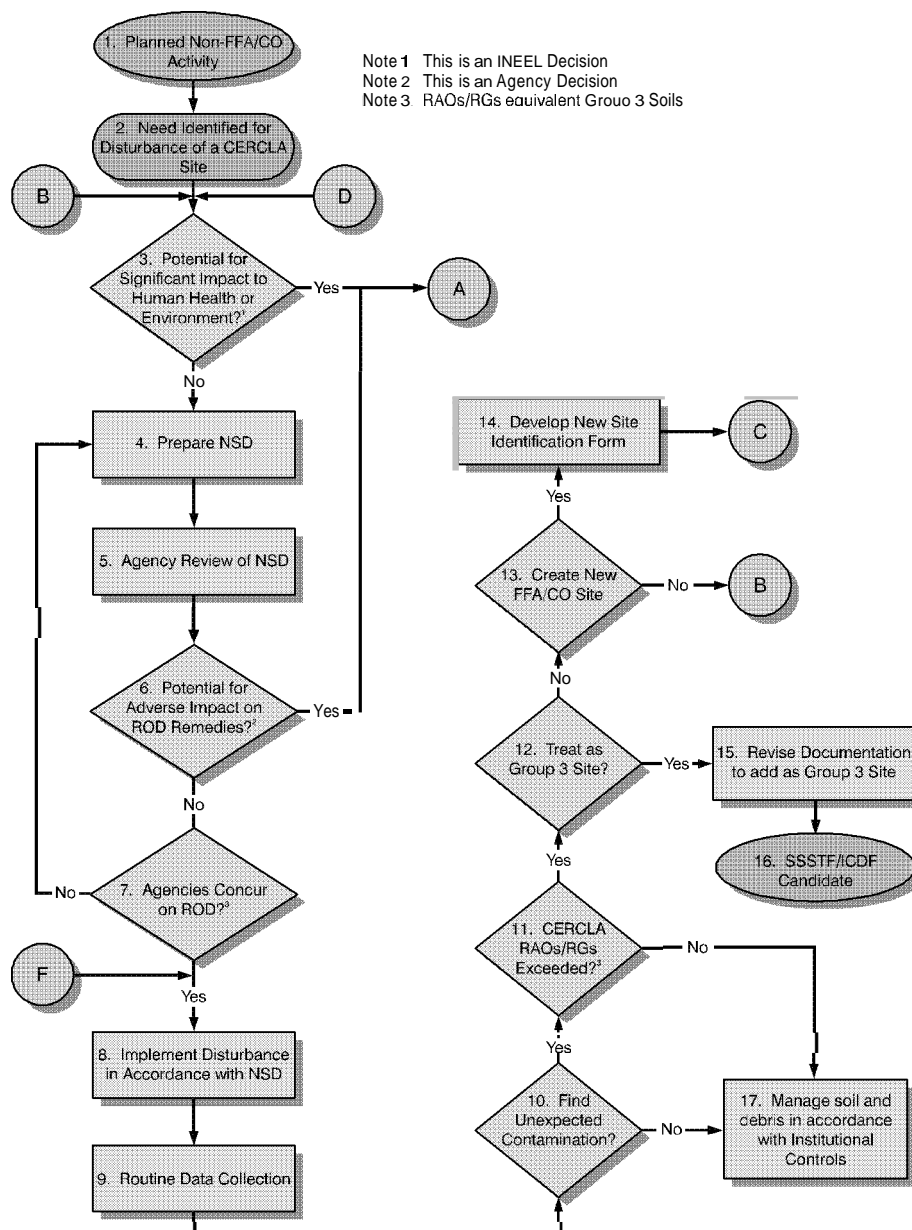 1. Planned Non-FFA/CO
Activity
Note 1 This is an INEEL Decision
Note 2 This is an Agency Decision
Note 3. RAOs/RGs equivalent Grouo 3 Soils
2. Need Identified for
Disturbance of a CERCLA
Site
B
D
3. Potential for
Significant Impact to
Human Health or
Environment?¹
Yes
A
No
4. Prepare NSD
5. Agency Review of NSD
6. Potential for
Adverse Impact on
ROD Remedies?²
Yes
No
7. Agencies Concur
on ROD?³
No
F
Yes
8. Implement Disturbance
in Accordance with NSD
9. Routine Data Collection
14. Develop New Site
Identification Form
C
Yes
13. Create New
FFA/CO Site
No
B
No
12. Treat as
Group 3 Site?
Yes
15. Revise Documentation
to add as Group 3 Site
16. SSSTF/ICDF
Candidate
Yes
11. CERCLA
RAOs/RGs
Exceeded?³
No
Yes
10. Find
Unexpected
Contamination?
No
17. Manage soil and
debris in accordance
with Institutional
Controls